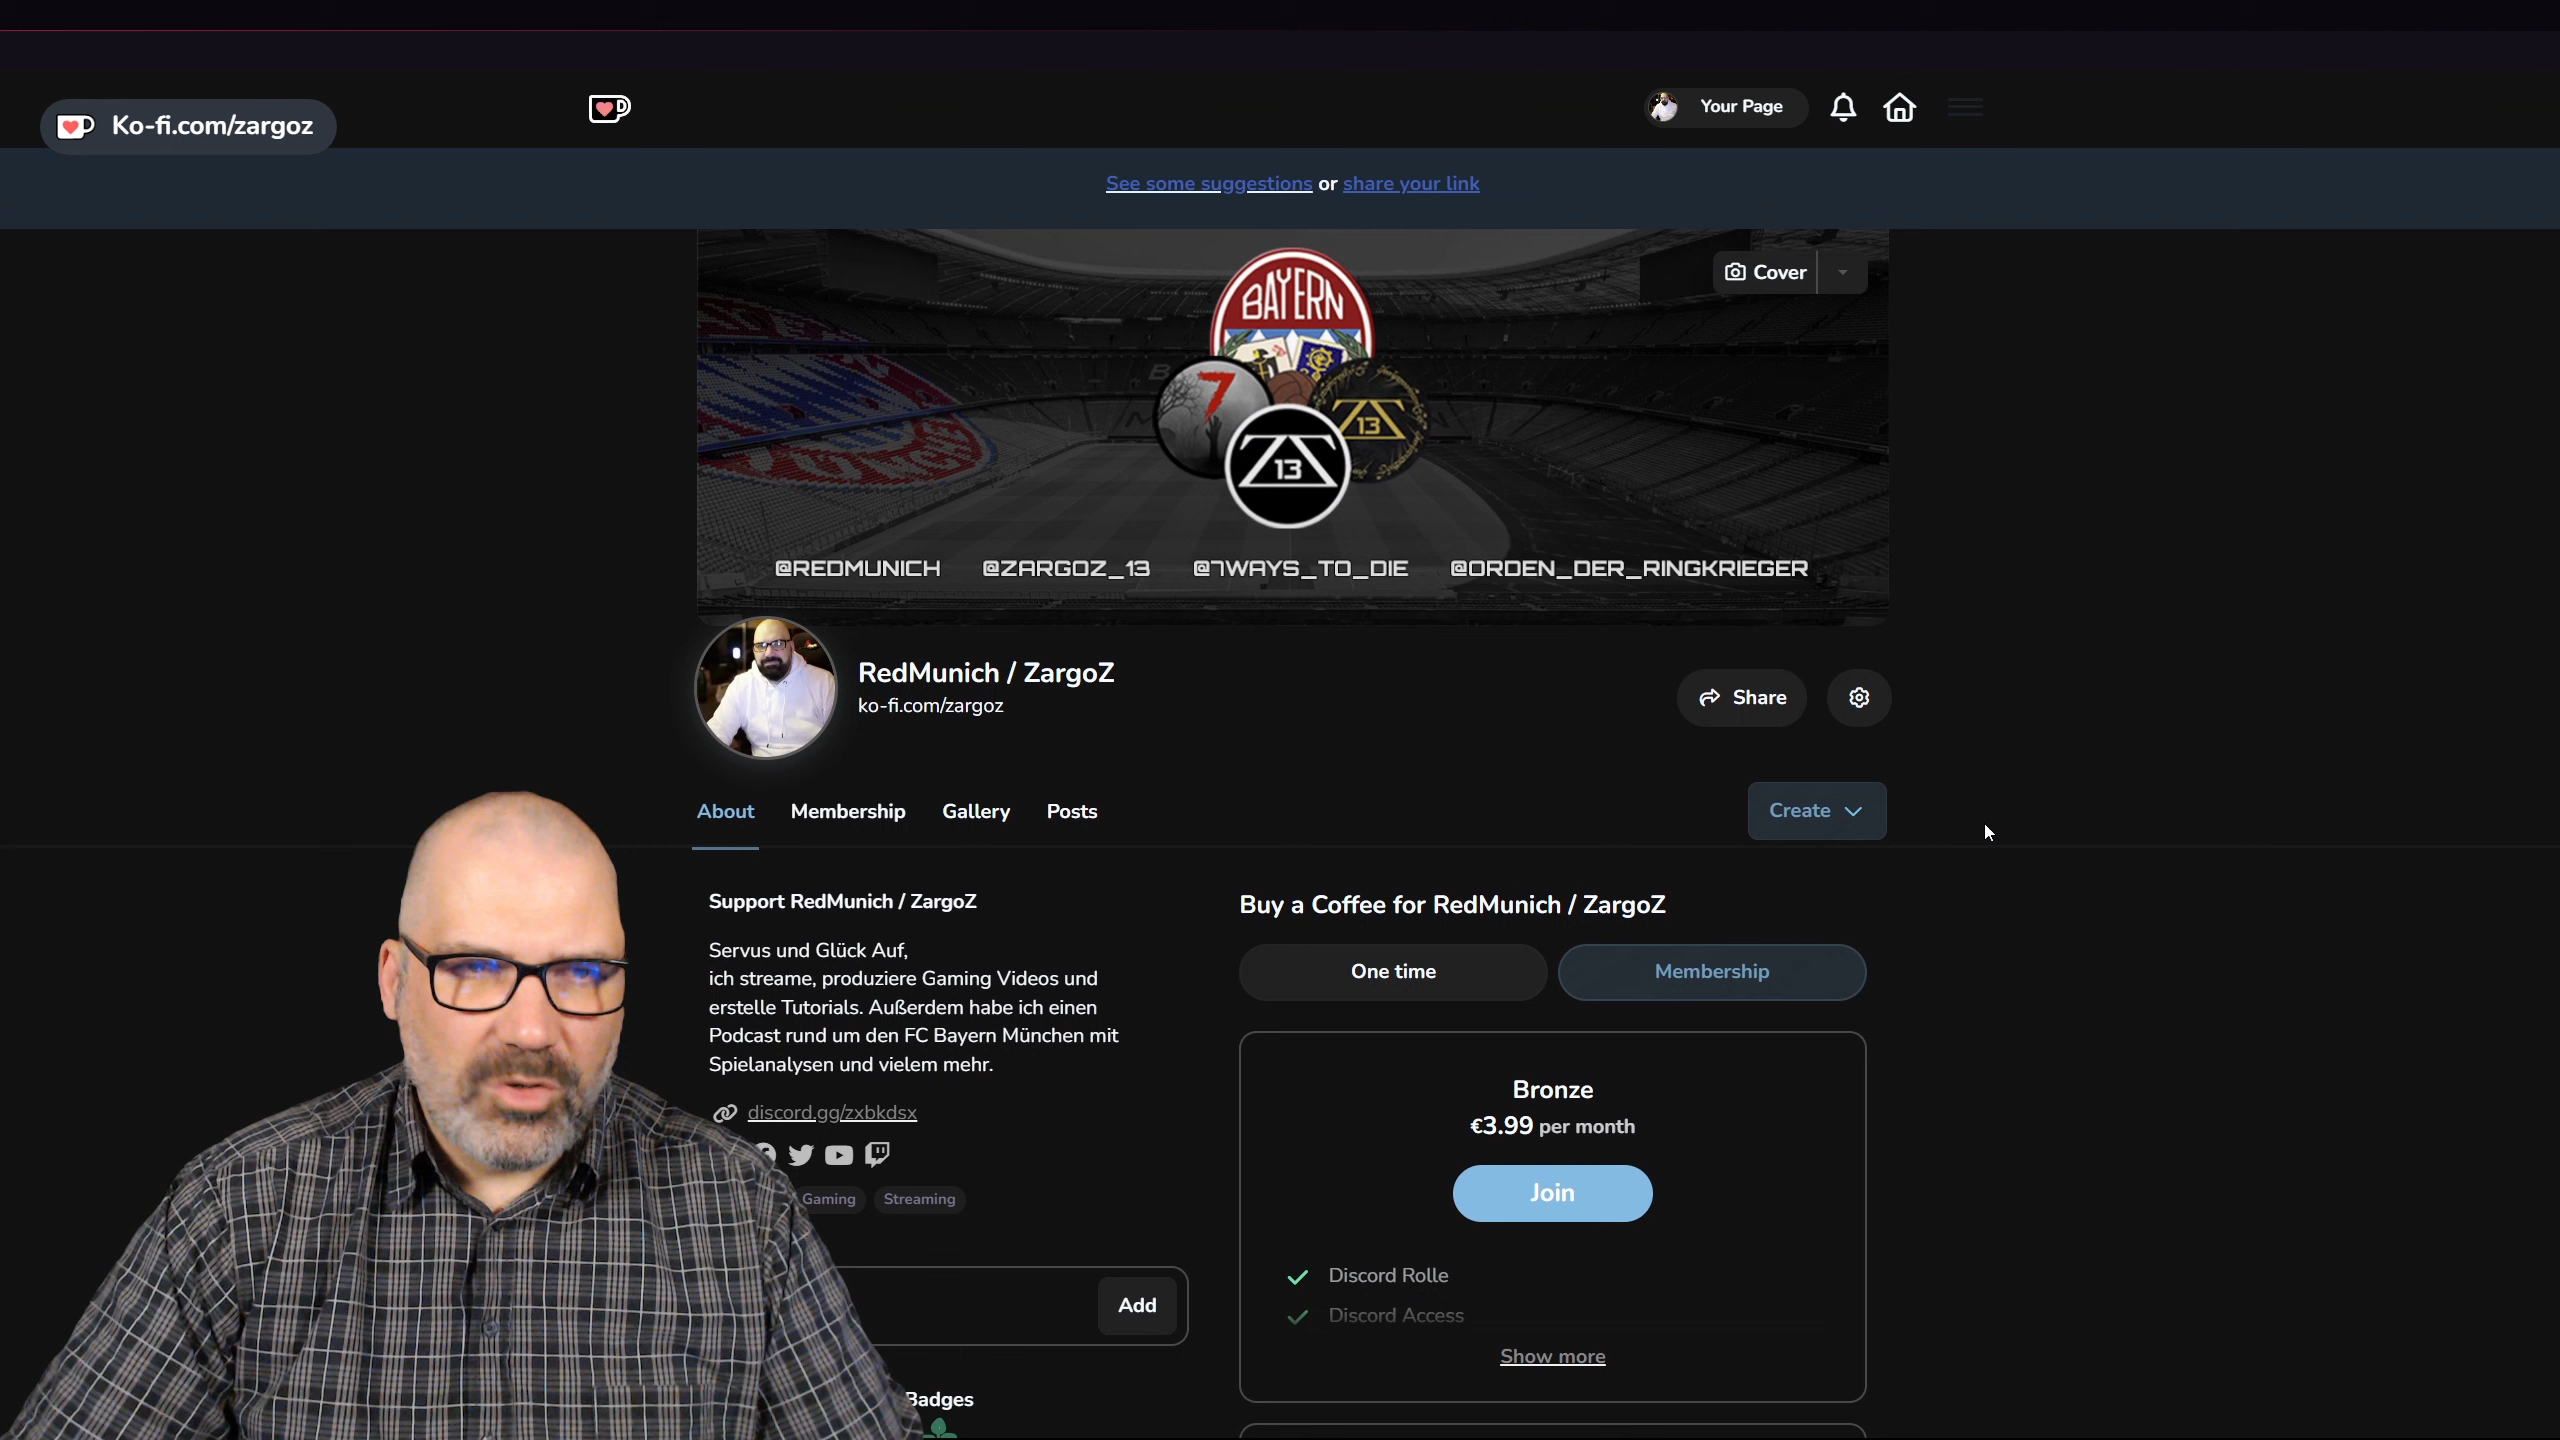 Ko-fi.com/zargoz
Your Page
See some suggestions or share your link
Cover
BAYERN
7
13
13
@REDMUNICH @ZARGOZ_13 @7WAYS_TO_DIE @ORDEN_DER_RINGKRIEGER
RedMunich / ZargoZ
ko-fi.com/zargoz
Share
About Membership Gallery Posts
Create
Support RedMunich / ZargoZ
Servus und Glück Auf,
ich streame, produziere Gaming Videos und
erstelle Tutorials. Außerdem habe ich einen
Podcast rund um den FC Bayern München mit
Spielanalysen und vielem mehr.
discord.gg/zxbkdsx
Gaming Streaming
Add
Badges
Buy a Coffee for RedMunich / ZargoZ
One time Membership
Bronze
€3.99 per month
Join
Discord Rolle
Discord Access
Show more